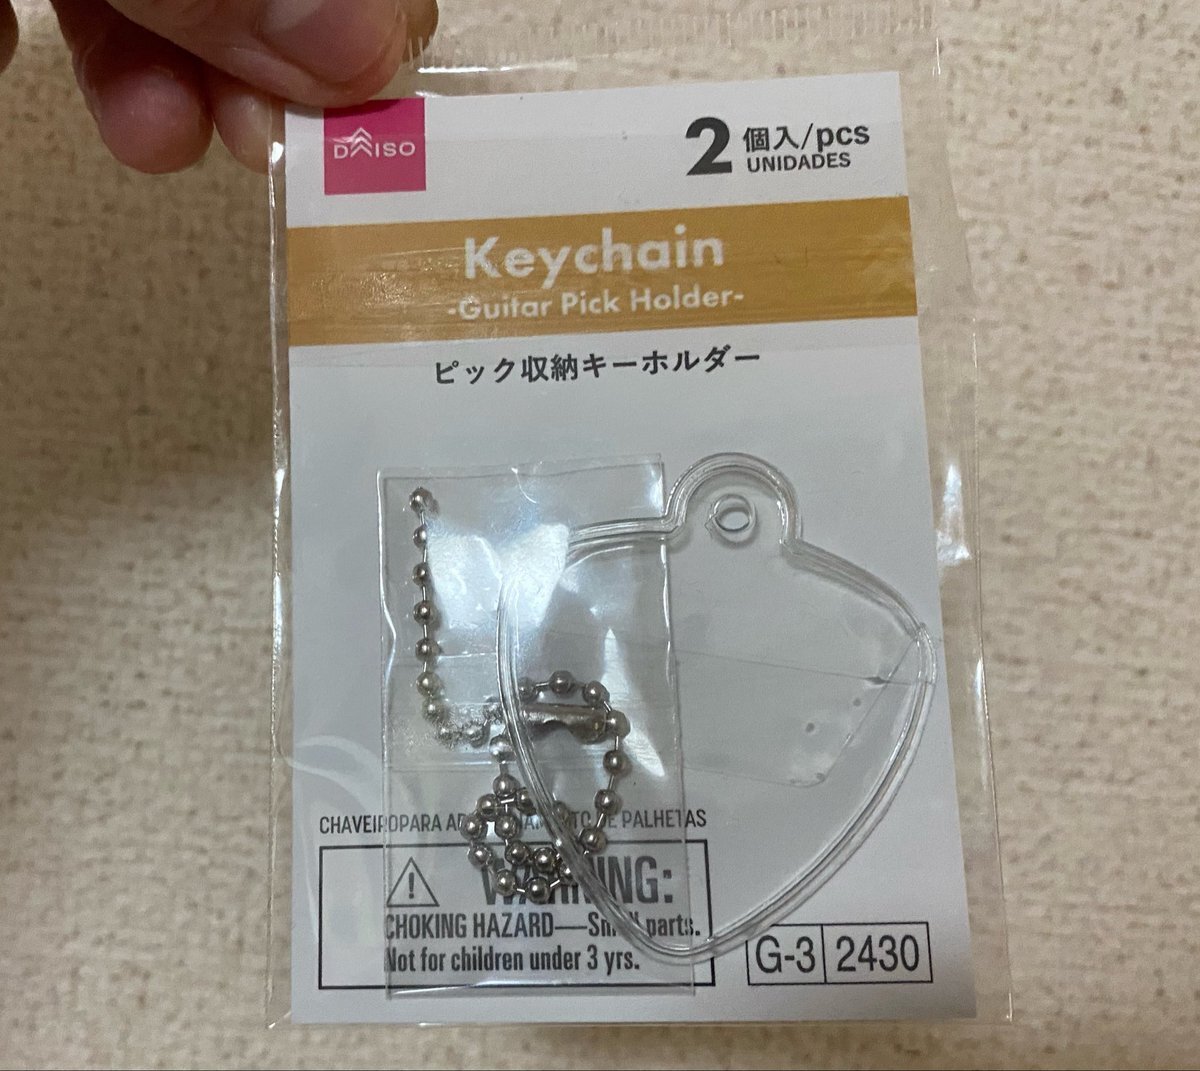 DAISO
2 個入/pcs
UNIDADES
Keychain
-Guitar Pick Holder-
ピック収納キーホルダー
CHAVEIROPARA DE PALHETAS
WARNING:
CHOKING HAZARD—Small parts.
Not for children under 3 yrs.
G-3 2430